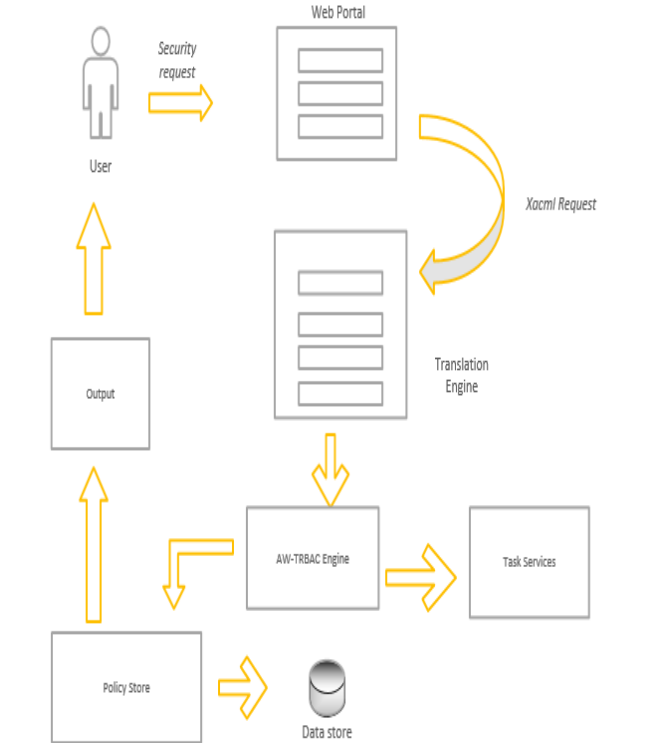 Web Portal
Security
request
User
Xacml Request
Translation
Engine
Output
AW-TRBAC Engine
Task Services
Policy Store
Data store